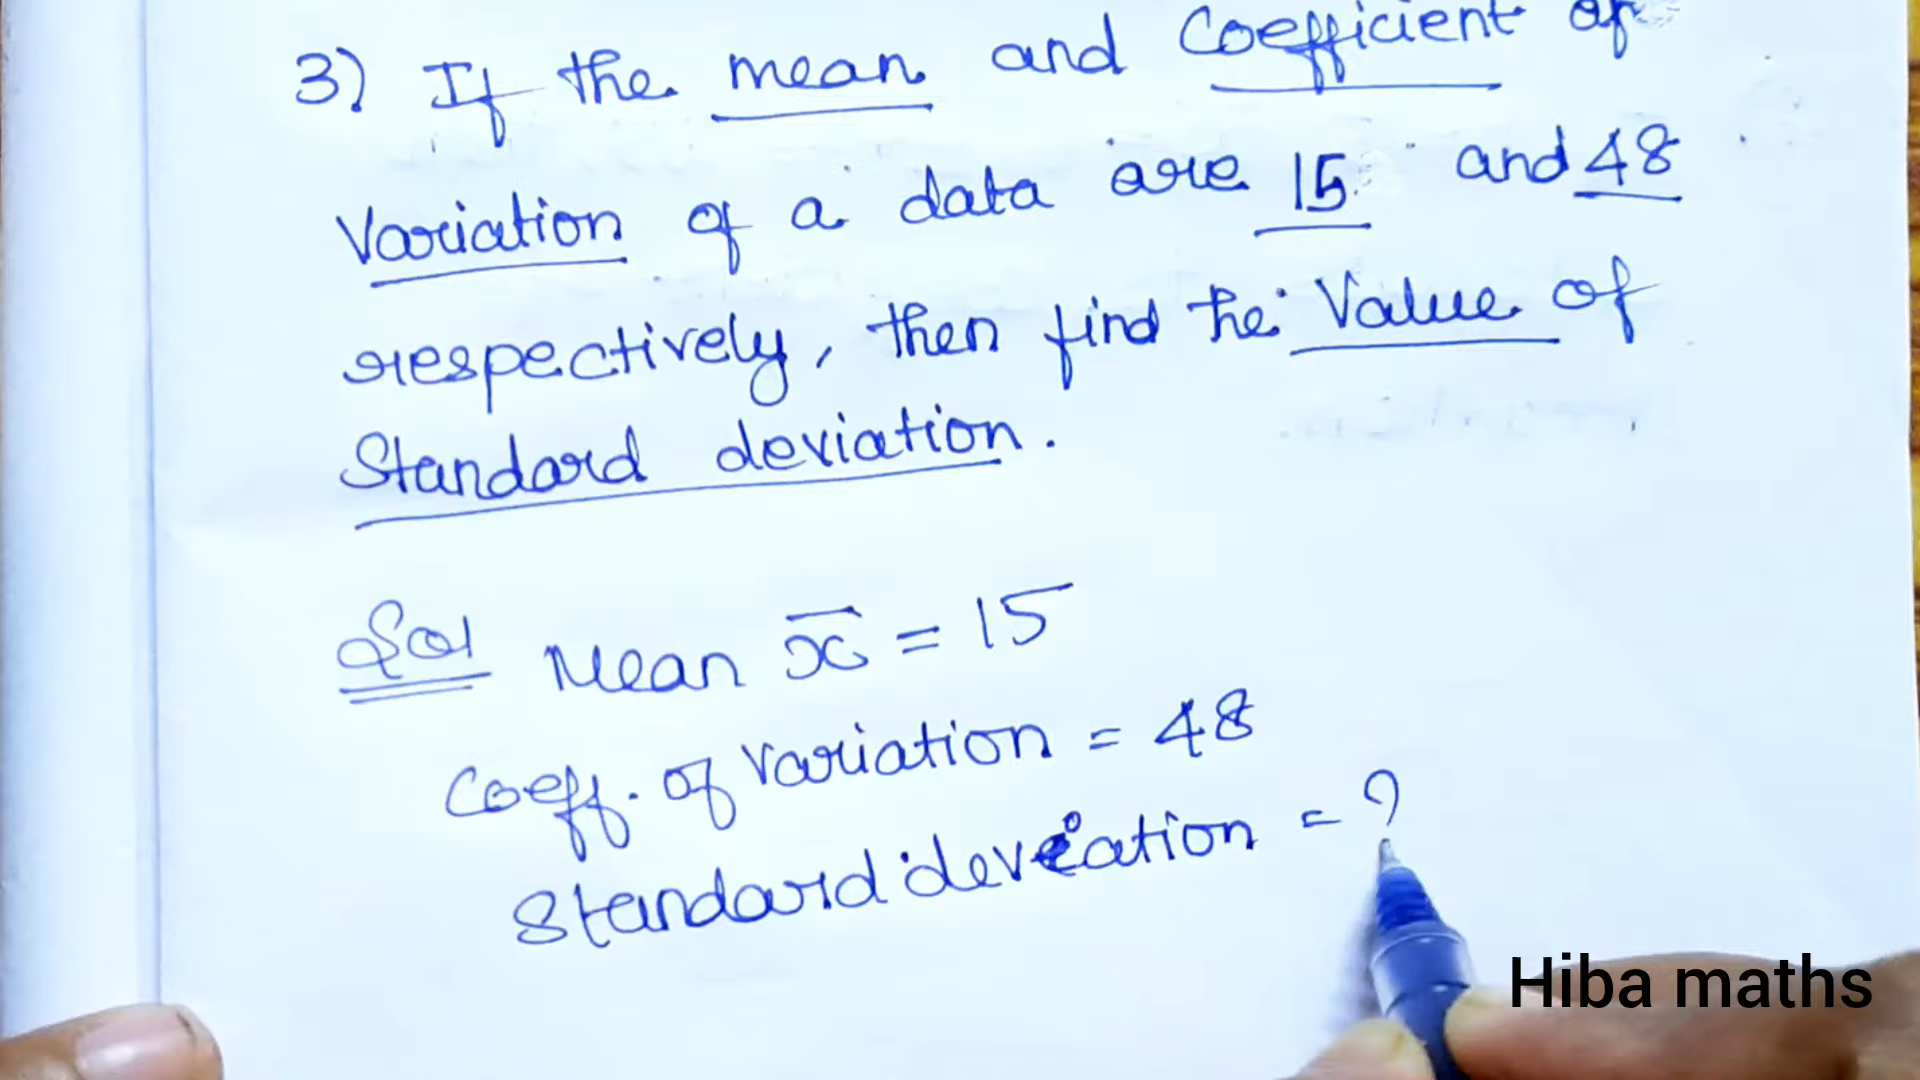 3) If the mean and Coefficient of
Variation of a data are 15 and 48
respectively, then find the Value of
Standard deviation.
Sol Mean x̅ = 15
Coeff. of Variation = 48
Standard deviation = ?
Hiba maths